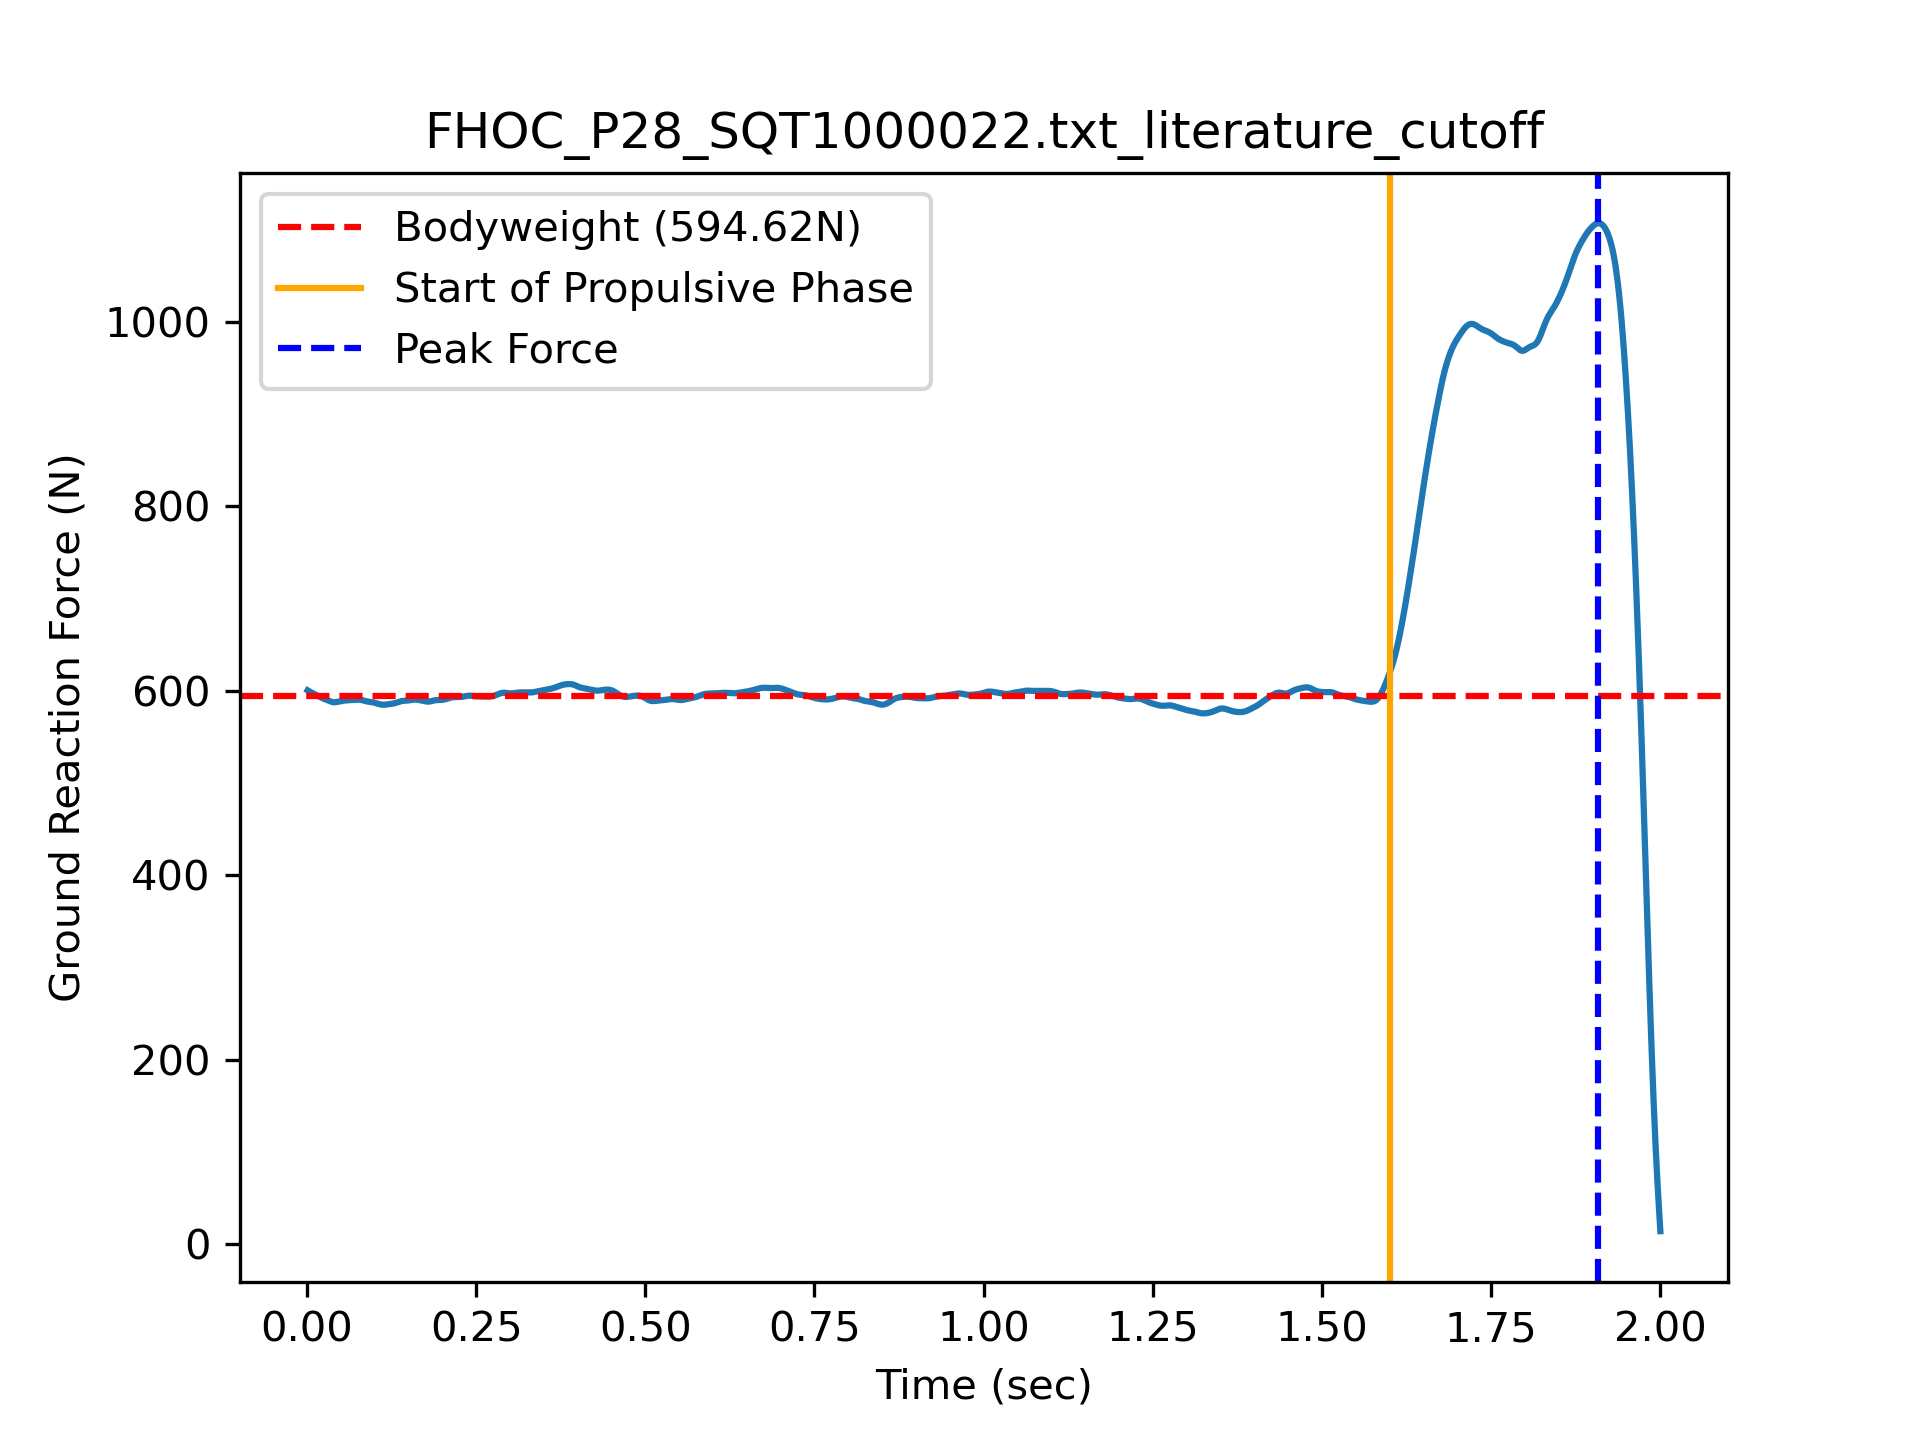 FHOC_P28_SQT1000022.txt_literature_cutoff
Bodyweight (594.62N)
Start of Propulsive Phase
Peak Force
Ground Reaction Force (N)
1000
800
600
400
200
0
0.00 0.25 0.50 0.75 1.00 1.25 1.50 1.75 2.00
Time (sec)